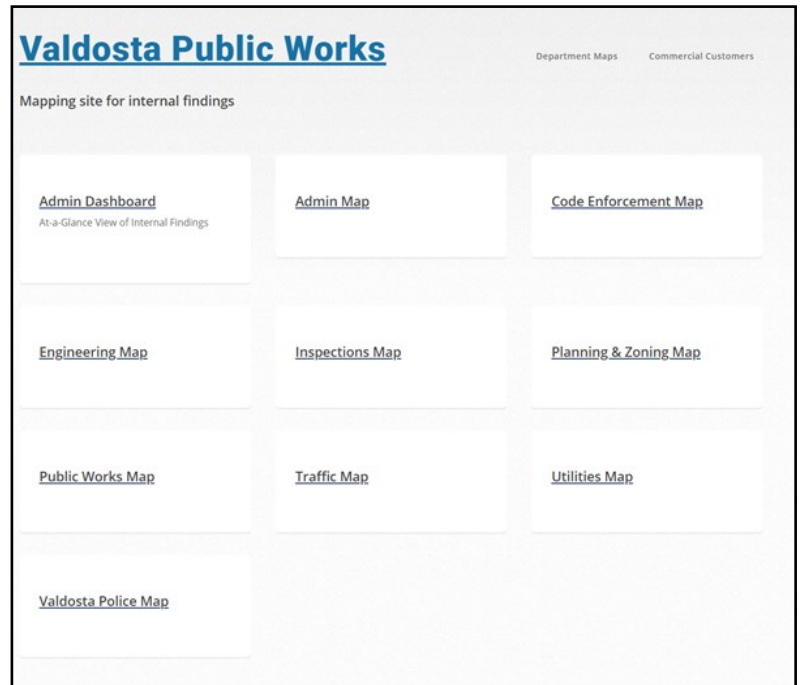 Valdosta Public Works
Department Maps
Commercial Customers
Mapping site for internal findings
Admin Dashboard
At-a-Glance View of Internal Findings
Admin Map
Code Enforcement Map
Engineering Map
Inspections Map
Planning & Zoning Map
Public Works Map
Traffic Map
Utilities Map
Valdosta Police Map